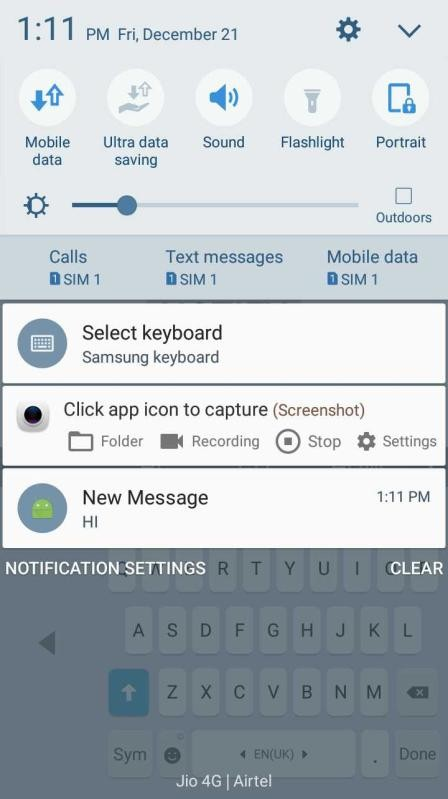 1:11 PM Fri, December 21
Mobile data
Ultra data saving
Sound
Flashlight
Portrait
Outdoors
Calls
1 SIM 1
Text messages
1 SIM 1
Mobile data
1 SIM 1
Select keyboard
Samsung keyboard
Click app icon to capture (Screenshot)
Folder Recording Stop Settings
New Message 1:11 PM
HI
NOTIFICATION SETTINGS CLEAR
R T Y U I
A S D F G H J K L
Z X C V B N M
Sym EN(UK) . Done
Jio 4G | Airtel